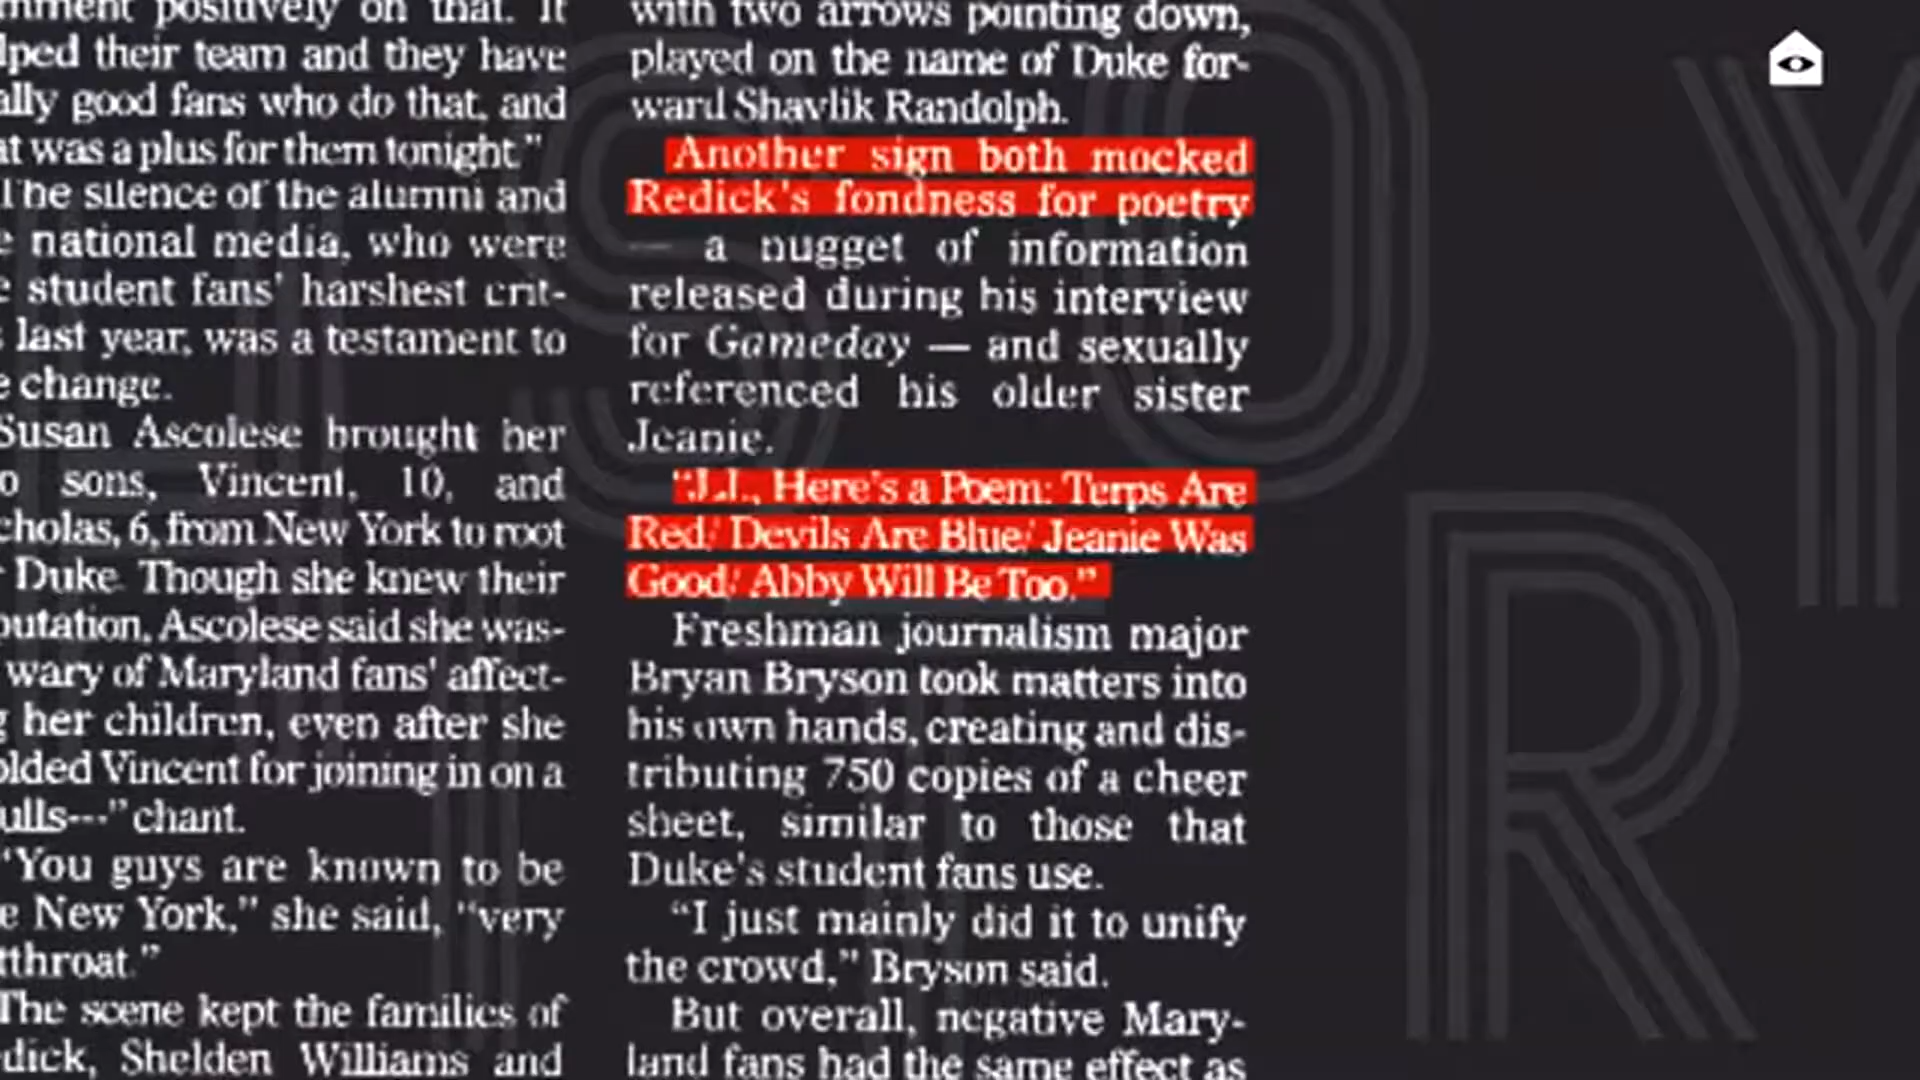 mment positively on that. It
lped their team and they have
ally good fans who do that, and
at was a plus for them tonight."
The silence of the alumni and
e national media, who were
e student fans' harshest crit-
s last year, was a testament to
e change.
Susan Ascolese brought her
o sons, Vincent, 10, and
cholas, 6, from New York to root
r Duke. Though she knew their
putation, Ascolese said she was-
wary of Maryland fans' affect-
g her children, even after she
olded Vincent for joining in on a
ulls---" chant.
"You guys are known to be
e New York," she said, "very
tthroat."
The scene kept the families of
dick, Shelden Williams and
with two arrows pointing down,
played on the name of Duke for-
ward Shavlik Randolph.
Another sign both mocked
Redick's fondness for poetry
— a nugget of information
released during his interview
for Gameday — and sexually
referenced his older sister
Jeanie.
"J.J., Here's a Poem: Terps Are
Red/ Devils Are Blue/ Jeanie Was
Good/ Abby Will Be Too."
Freshman journalism major
Bryan Bryson took matters into
his own hands, creating and dis-
tributing 750 copies of a cheer
sheet, similar to those that
Duke's student fans use.
"I just mainly did it to unify
the crowd," Bryson said.
But overall, negative Mary-
land fans had the same effect as
HISTORY